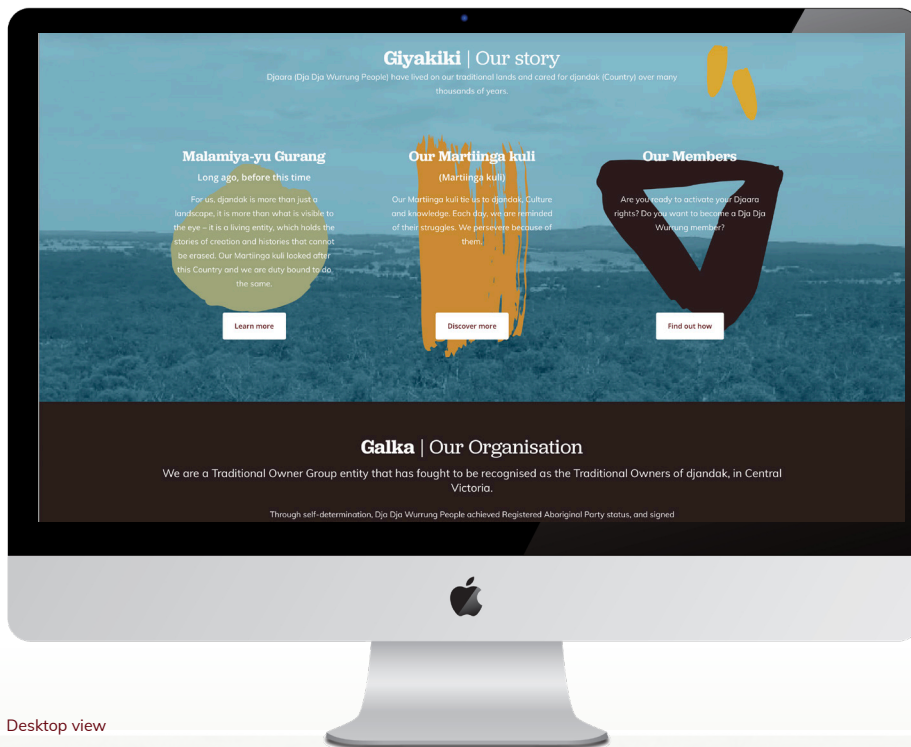 Giyakiki | Our story
Djaara (Dja Dja Wurrung People) have lived on our traditional lands and cared for djandak (Country) over many
thousands of years.
Malamiya-yu Gurang
Long ago, before this time
For us, djandak is more than just a
landscape, it is more than what is visible to
the eye – it is a living entity, which holds the
stories of creation and histories that cannot
be erased. Our Martiinga kuli looked after
this Country and we are duty bound to do
the same.
Learn more
Our Martiinga kuli
(Martiinga kuli)
Our Martiinga kuli tie us to djandak, Culture
and knowledge. Each day, we are reminded
of their struggles. We persevere because of
them.
Discover more
Our Members
Are you ready to activate your Djaara
rights? Do you want to become a Dja Dja
Wurrung member?
Find out how
Galka | Our Organisation
We are a Traditional Owner Group entity that has fought to be recognised as the Traditional Owners of djandak, in Central
Victoria.
Through self-determination, Dja Dja Wurrung People achieved Registered Aboriginal Party status, and signed
Desktop view